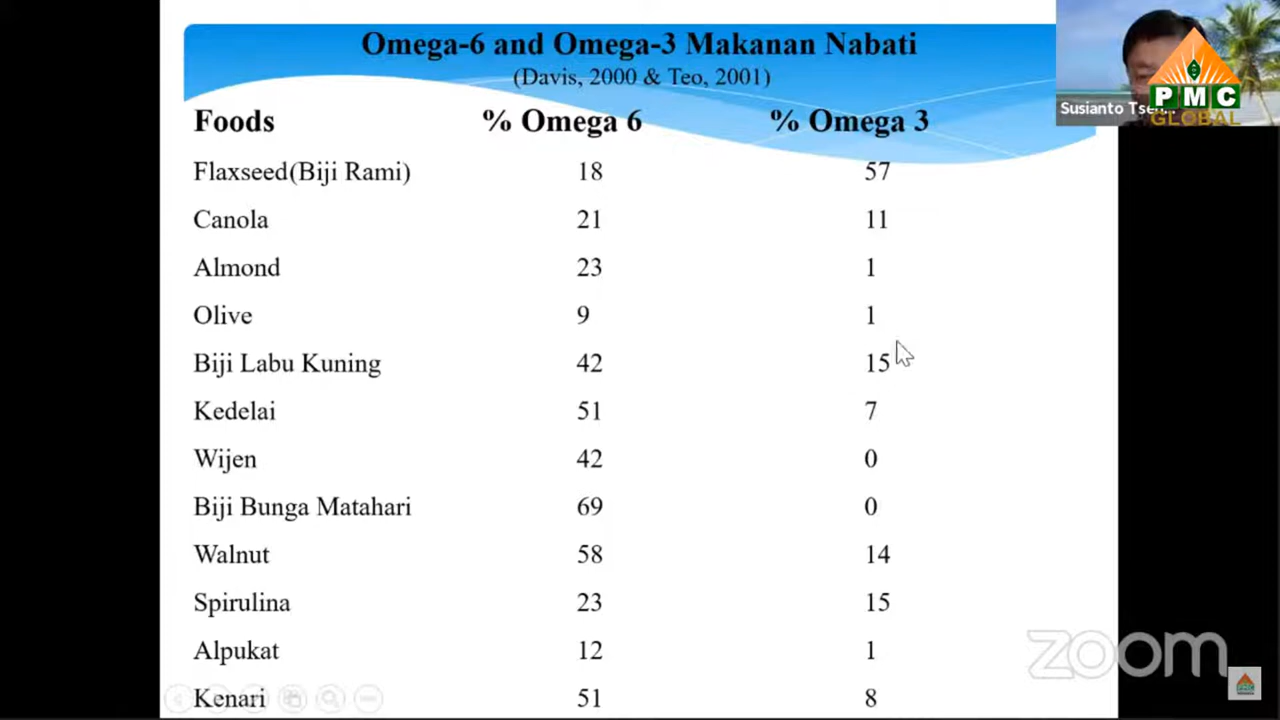 Omega-6 and Omega-3 Makanan Nabati
(Davis, 2000 & Teo, 2001)
Foods % Omega 6 % Omega 3
Flaxseed(Biji Rami) 18 57
Canola 21 11
Almond 23 1
Olive 9 1
Biji Labu Kuning 42 15
Kedelai 51 7
Wijen 42 0
Biji Bunga Matahari 69 0
Walnut 58 14
Spirulina 23 15
Alpukat 12 1
Kenari 51 8
Susianto
PMC
GLOBAL
zoom